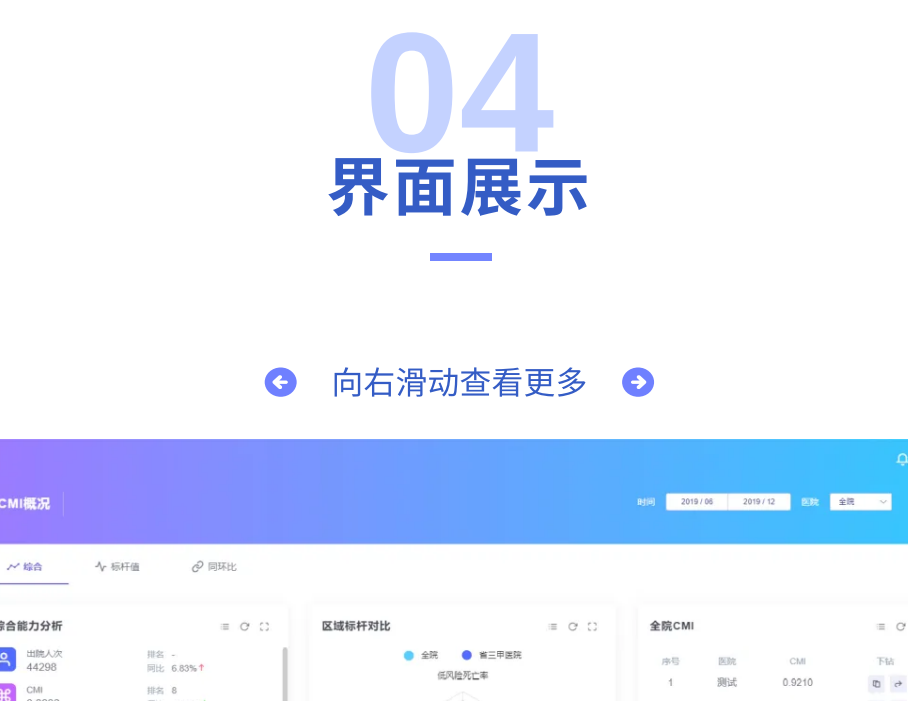 04
界面展示
向右滑动查看更多
CMI概况
时间 2019 / 06 2019 / 12 医院 全院
综合 标杆值 同环比
综合能力分析 区域标杆对比 全院CMI
出院人次 排名 -
44298 同比 6.83%
全院 省三甲医院
低风险死亡率
序号 医院 CMI 下钻
1 测试 0.9210
CMI 排名 8